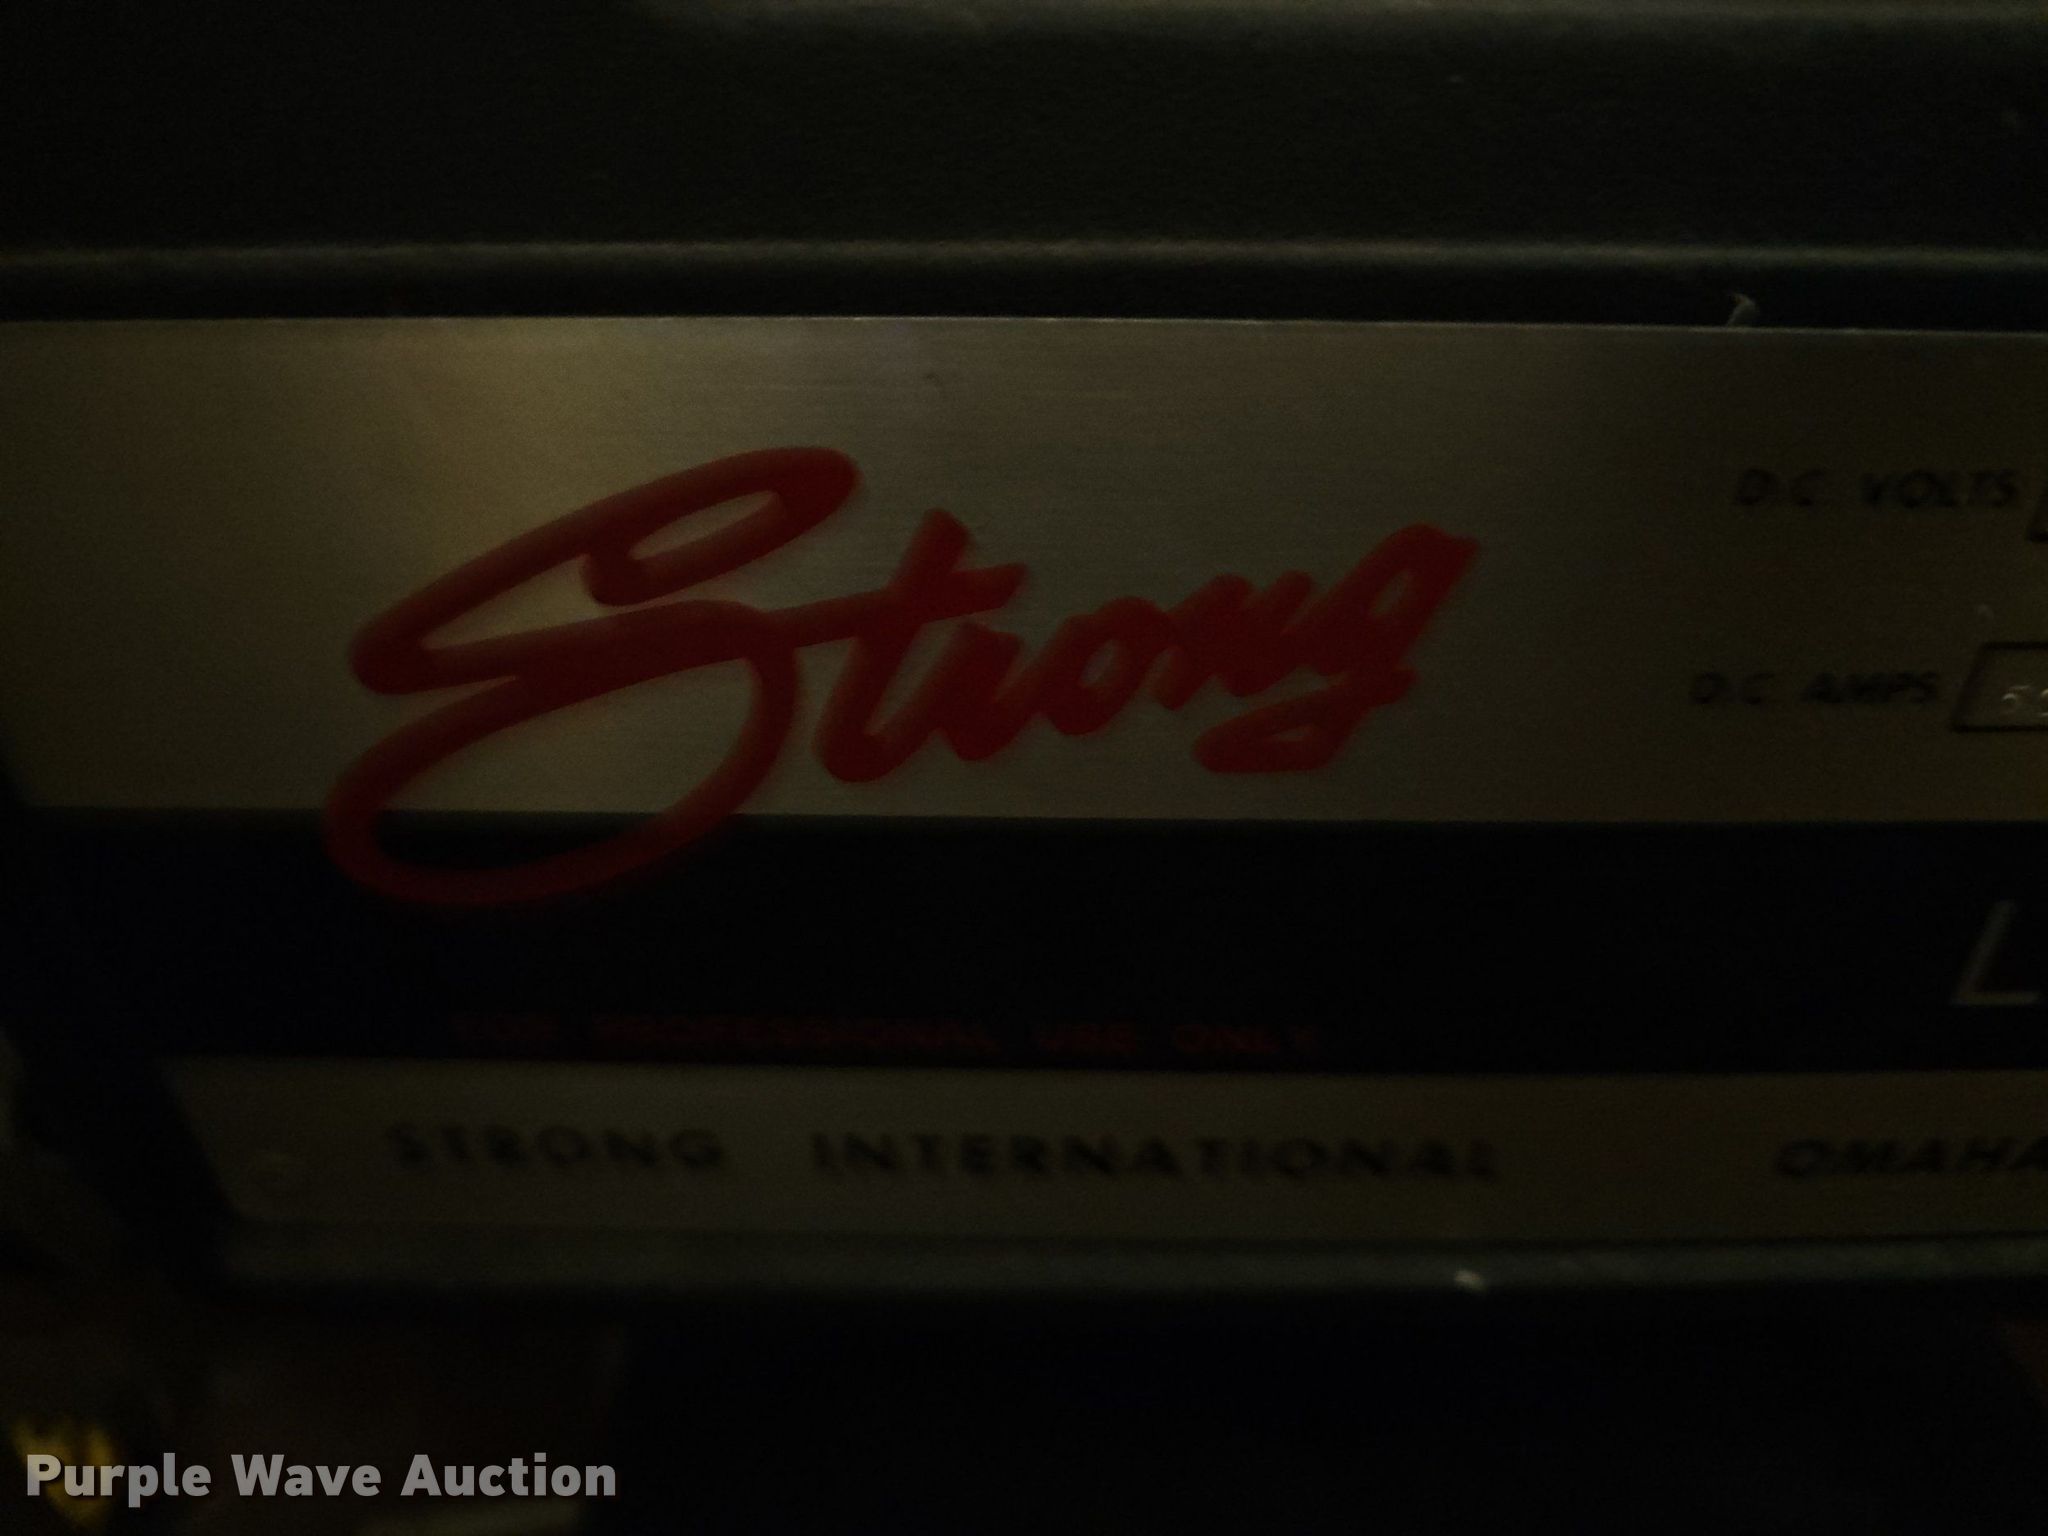 Strong
D.C. VOLTS
D.C. AMPS
L
FOR PROFESSIONAL USE ONLY
STRONG INTERNATIONAL OMAHA
Purple Wave Auction